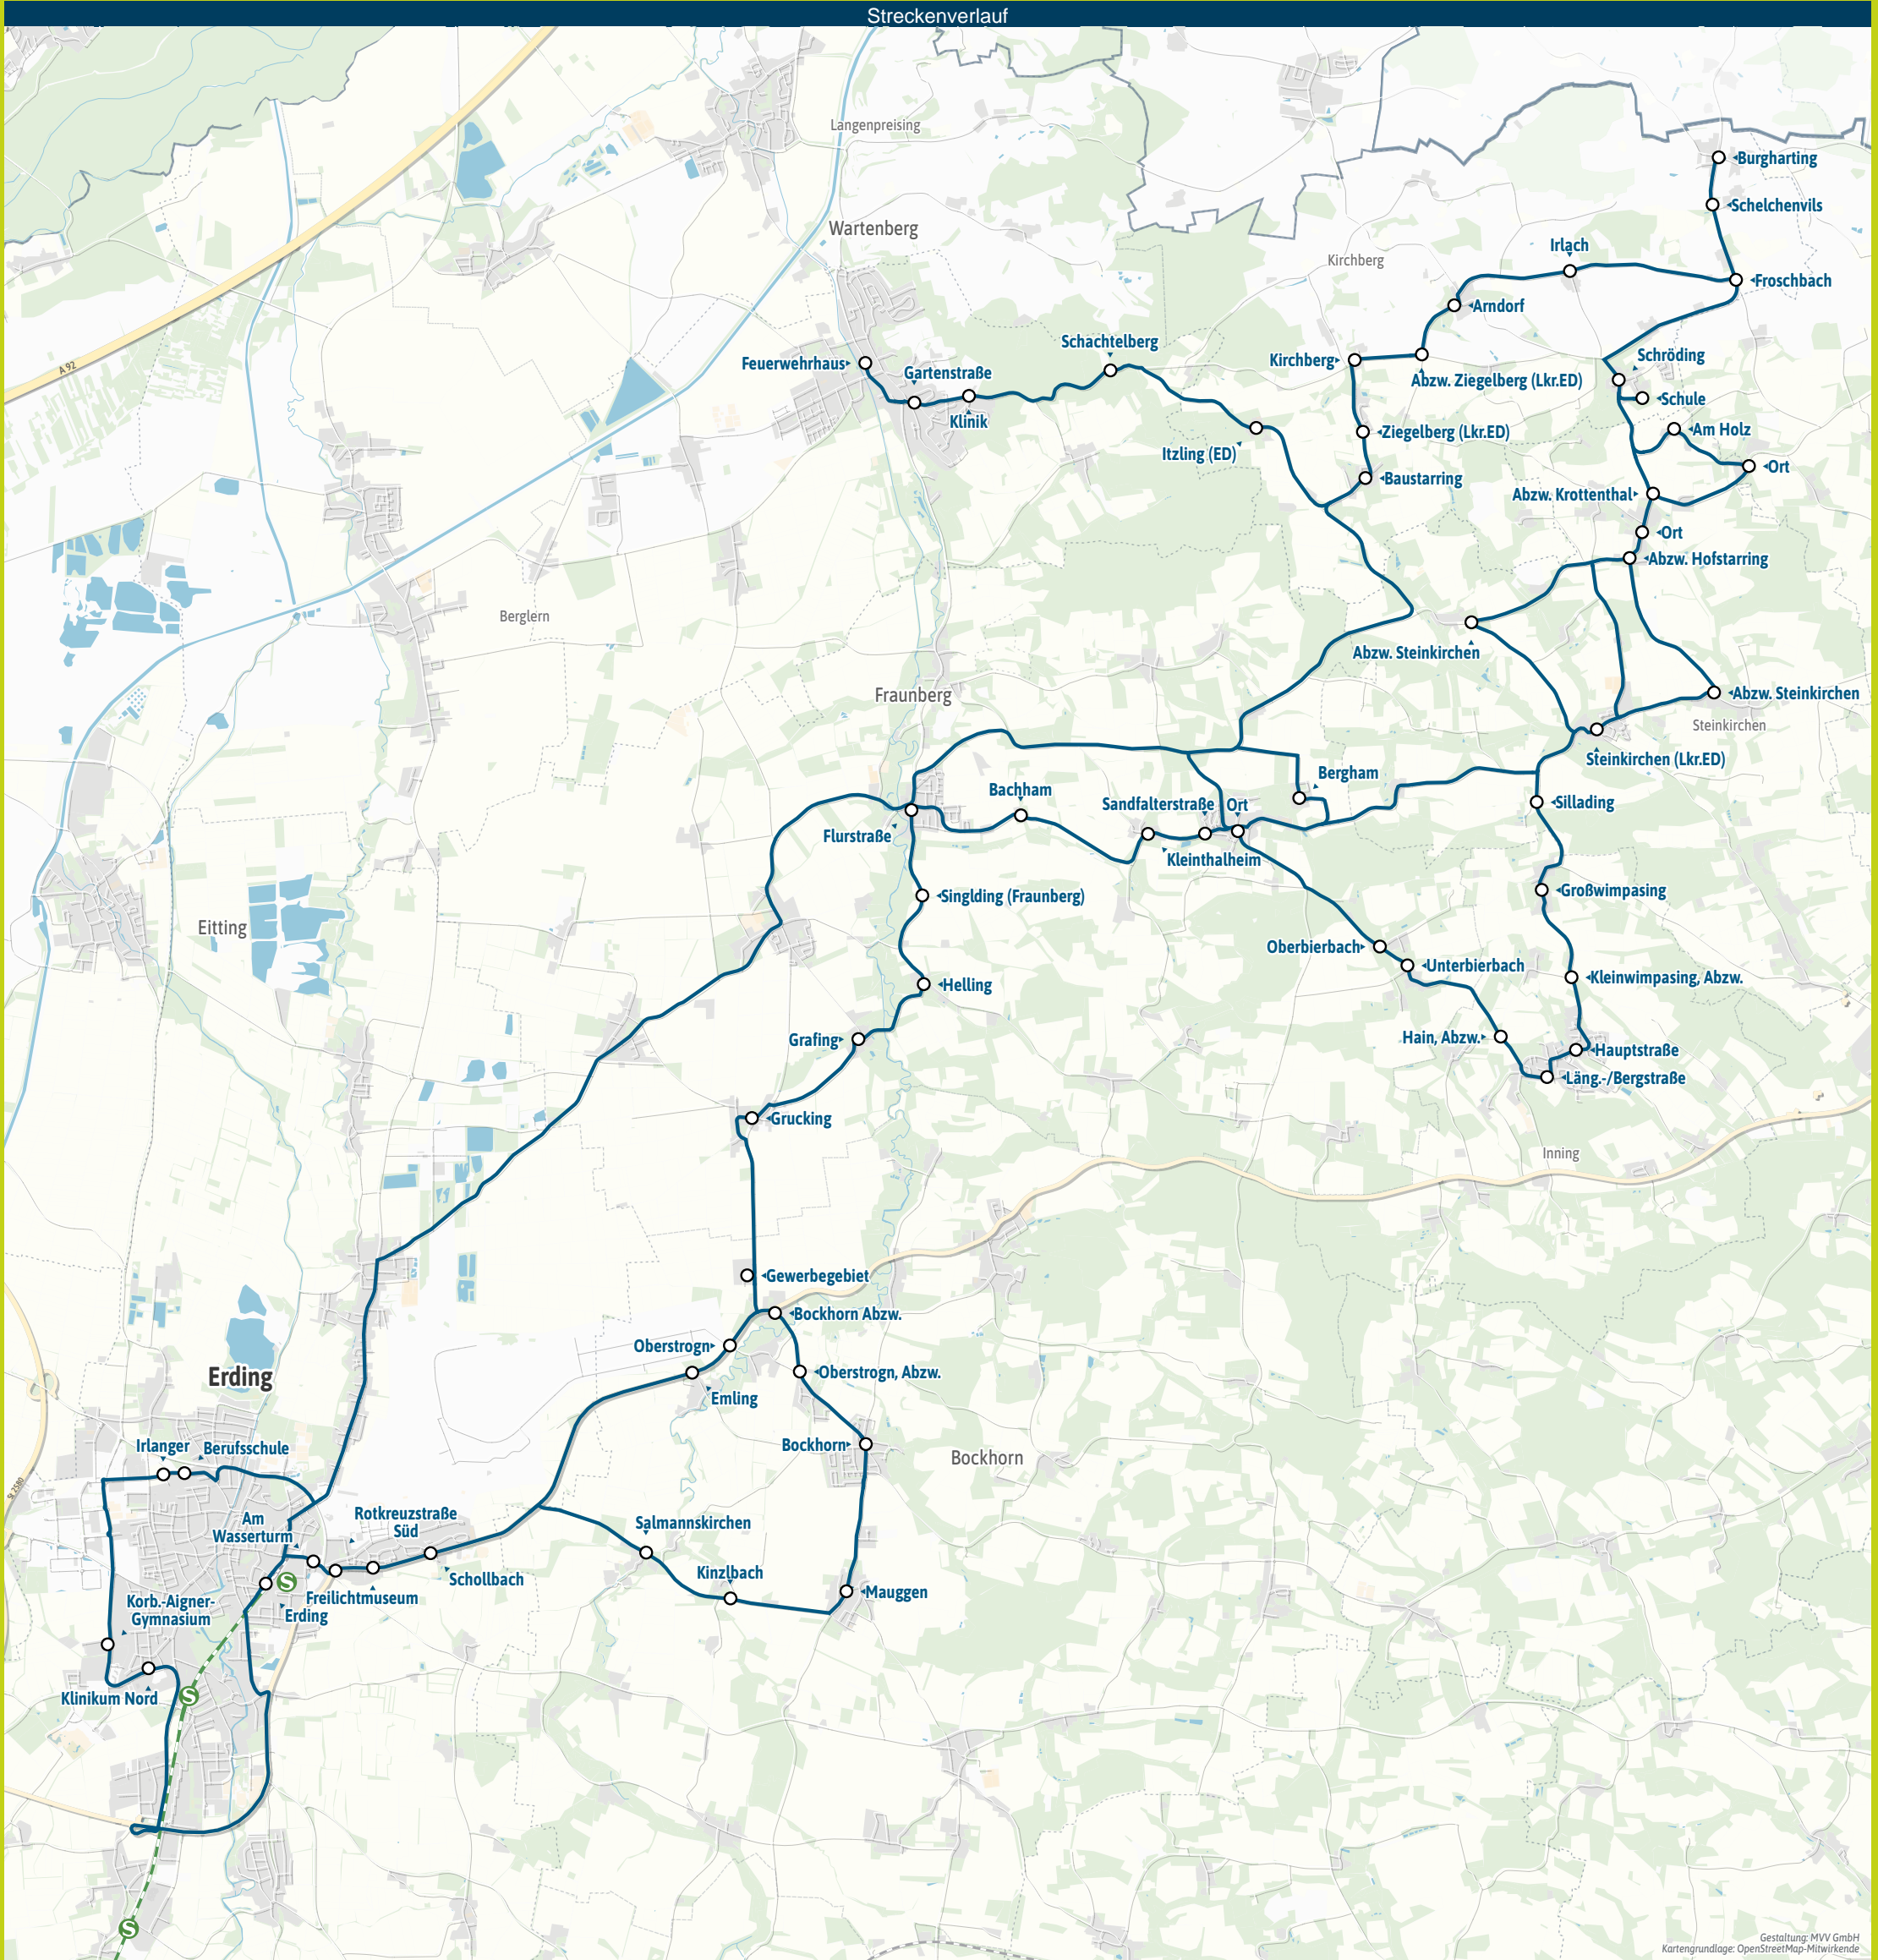 Streckenverlauf
Langenpreising
Burgharting
Schelchenvils
Wartenberg
Irlach
Kirchberg
Froschbach
Arndorf
Schachtelberg
Schröding
Feuerwehrhaus
Kirchberg
Gartenstraße
Abzw. Ziegelberg (Lkr.ED)
A 92
Schule
Klinik
Am Holz
Ziegelberg (Lkr.ED)
Itzling (ED)
Ort
Baustarring
Abzw. Krottenthal
Ort
Abzw. Hofstarring
Berglern
Abzw. Steinkirchen
Fraunberg
Abzw. Steinkirchen
Steinkirchen
Steinkirchen (Lkr.ED)
Bergham
Bachham
Sandfalterstraße
Ort
Sillading
Flurstraße
Kleinthalheim
Großwimpasing
Singlding (Fraunberg)
Eitting
Oberbierbach
Unterbierbach
Kleinwimpasing, Abzw.
Helling
Hain, Abzw.
Grafing
Hauptstraße
Läng.-/Bergstraße
Grucking
Inning
Gewerbegebiet
Bockhorn Abzw.
Oberstrogn
Erding
Oberstrogn, Abzw.
Emling
Irlanger
Berufsschule
Bockhorn
Bockhorn
St 2580
Rotkreuzstraße
Süd
Am
Wasserturm
Salmannskirchen
Kinzlbach
Schollbach
S
Mauggen
Freilichtmuseum
Korb.-Aigner-
Gymnasium
Erding
Klinikum Nord
S
S
Gestaltung: MVV GmbH
Kartengrundlage: OpenStreetMap-Mitwirkende